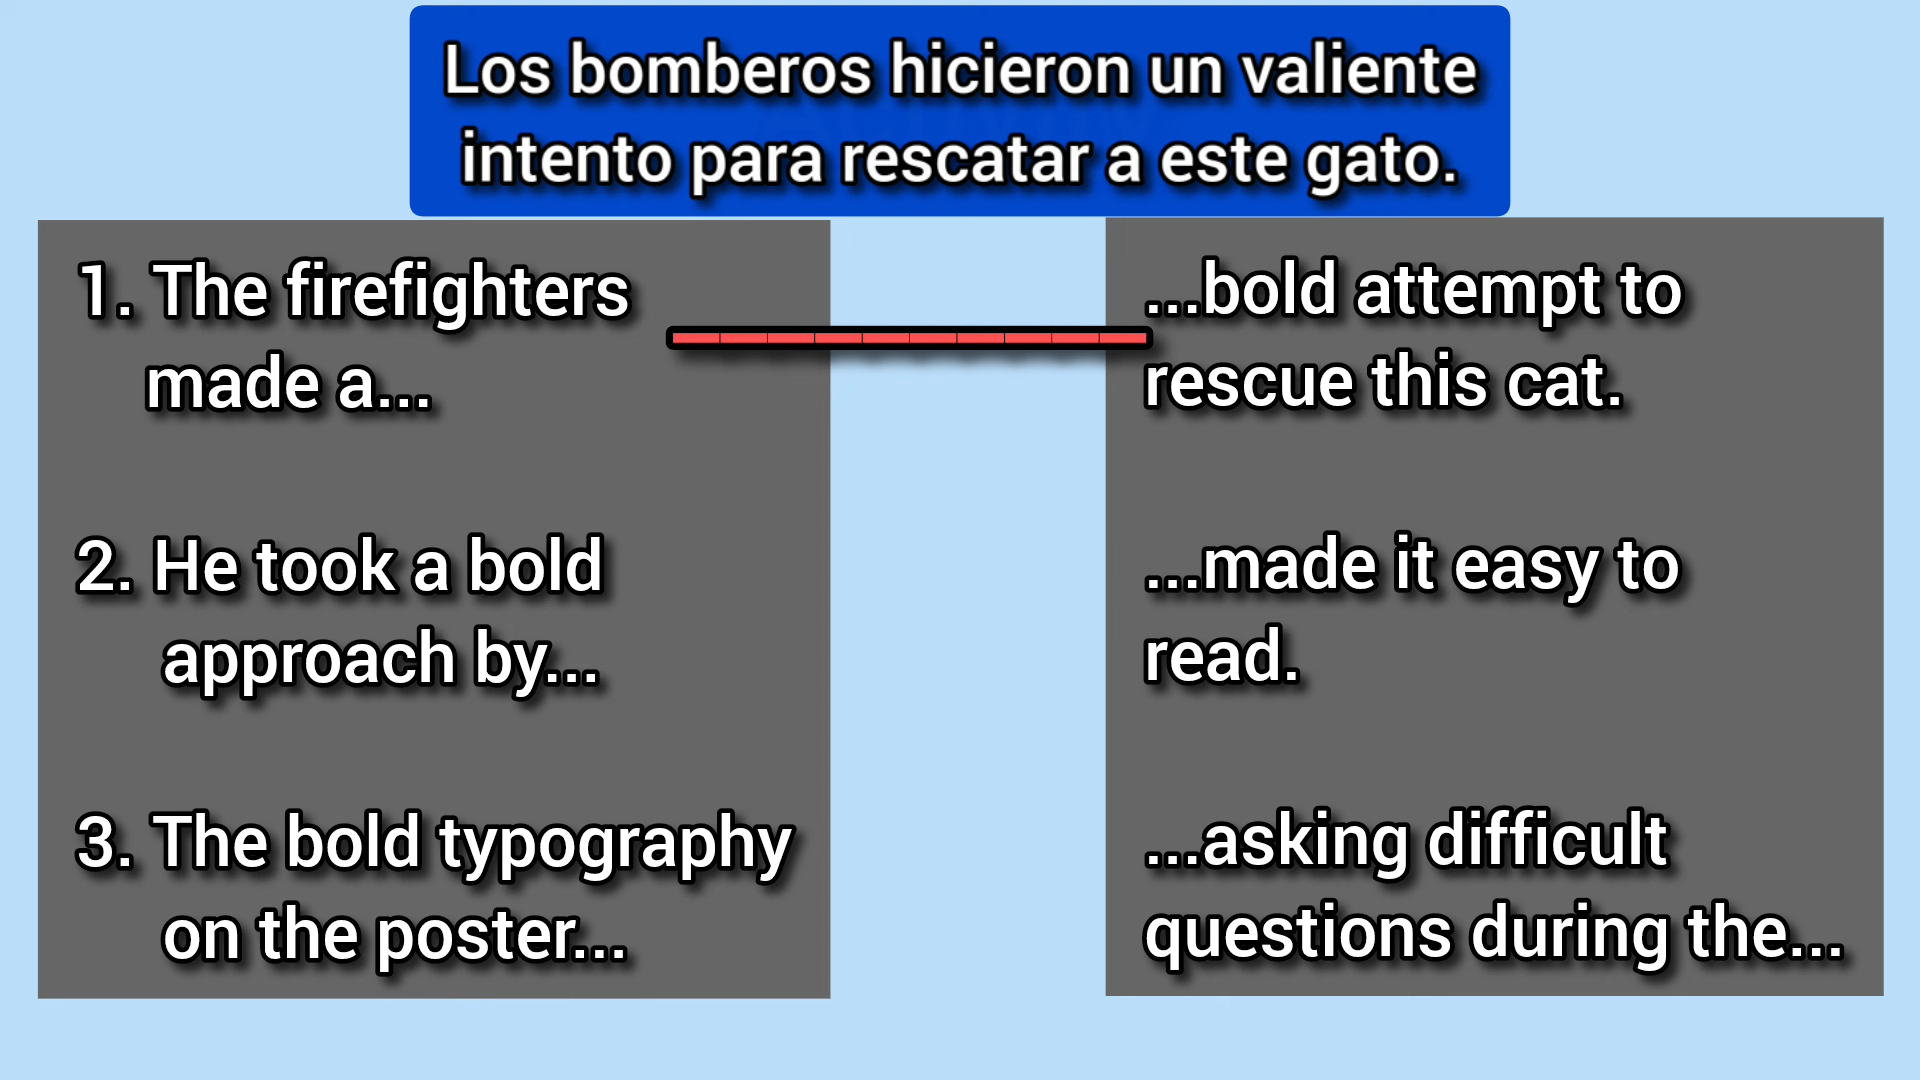 Los bomberos hicieron un valiente
intento para rescatar a este gato.
1. The firefighters
made a...
2. He took a bold
approach by...
3. The bold typography
on the poster...
...bold attempt to
rescue this cat.
...made it easy to
read.
...asking difficult
questions during the...